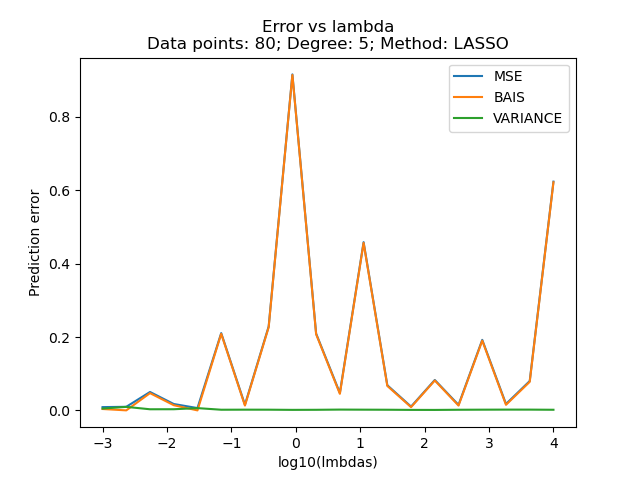 Error vs lambda
Data points: 80; Degree: 5; Method: LASSO
MSE
BAIS
VARIANCE
Prediction error
0.8
0.6
0.4
0.2
0.0
−3 −2 −1 0 1 2 3 4
log10(lmbdas)